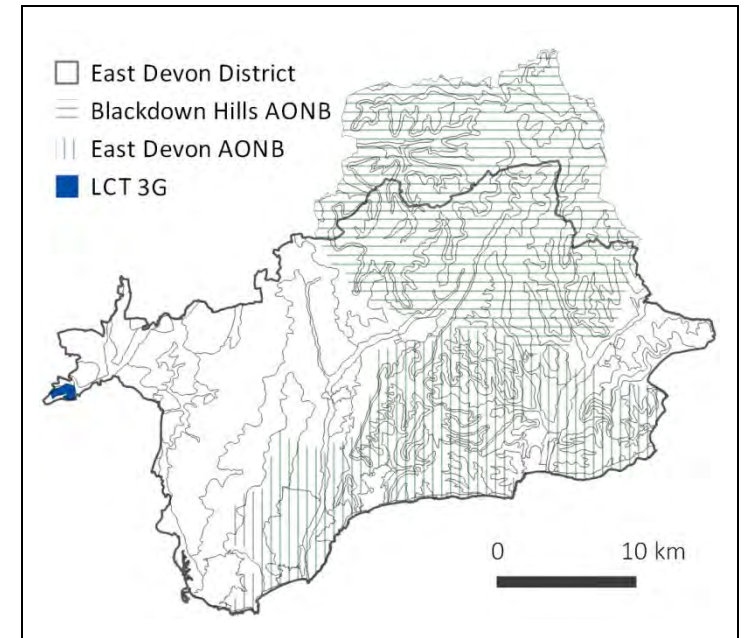 East Devon District
Blackdown Hills AONB
East Devon AONB
LCT 3G
0 10 km